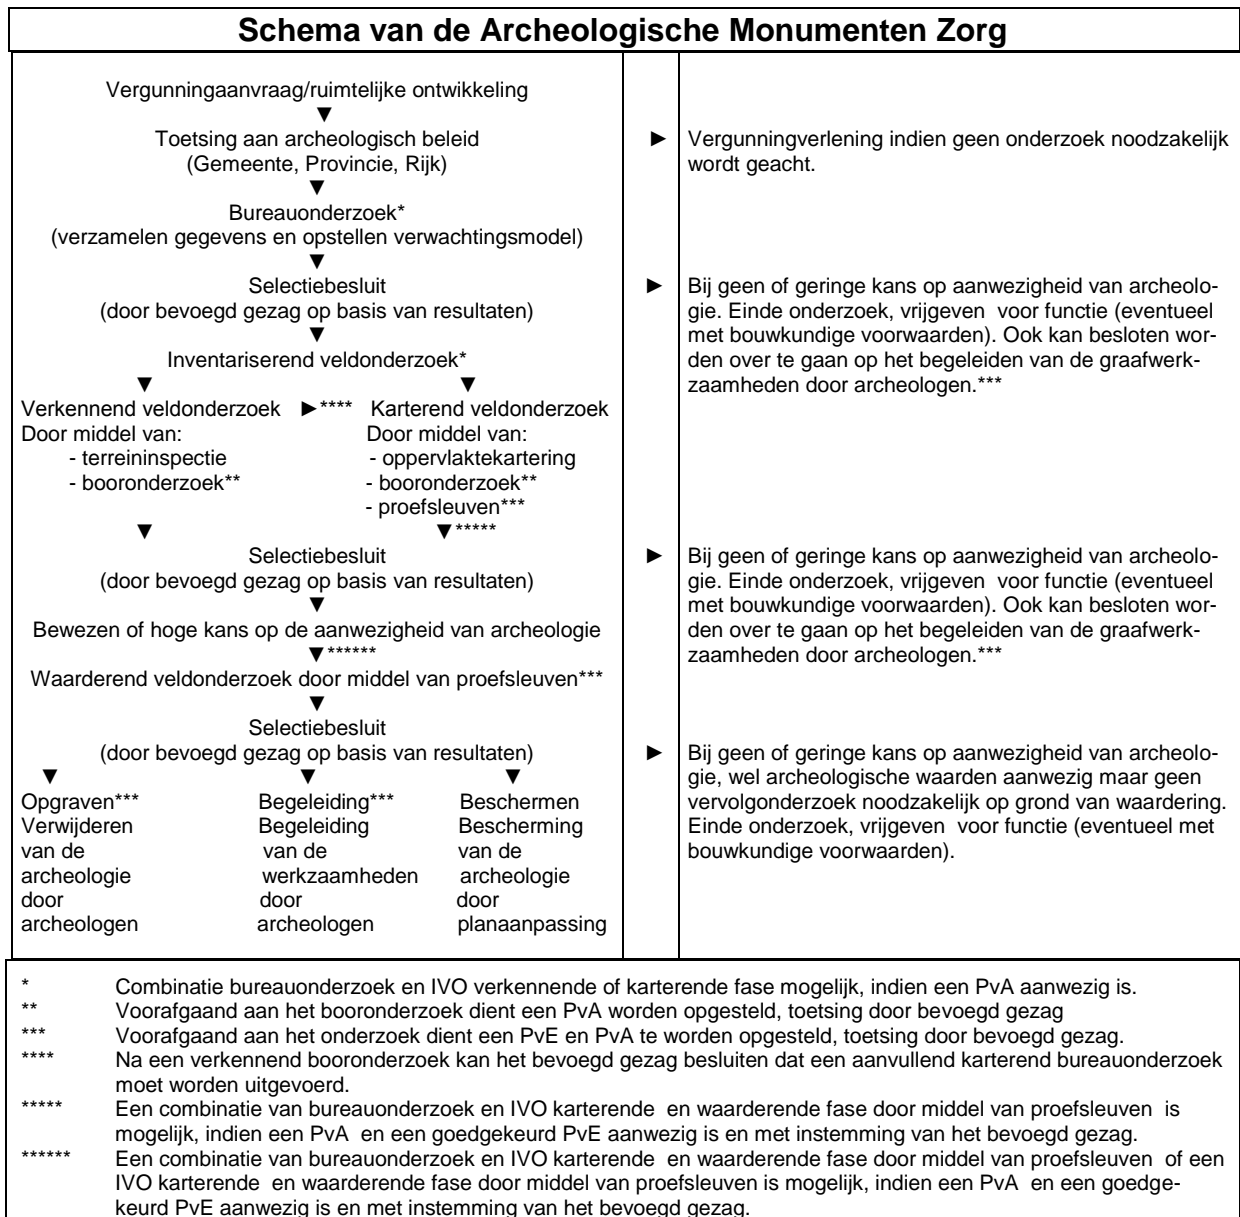 Schema van de Archeologische Monumenten Zorg
Vergunningaanvraag/ruimtelijke ontwikkeling
▼
Toetsing aan archeologisch beleid
(Gemeente, Provincie, Rijk)
► Vergunningverlening indien geen onderzoek noodzakelijk
wordt geacht.
▼
Bureauonderzoek*
(verzamelen gegevens en opstellen verwachtingsmodel)
▼
Selectiebesluit
(door bevoegd gezag op basis van resultaten)
► Bij geen of geringe kans op aanwezigheid van archeolo-
gie. Einde onderzoek, vrijgeven voor functie (eventueel
met bouwkundige voorwaarden). Ook kan besloten wor-
den over te gaan op het begeleiden van de graafwerk-
zaamheden door archeologen.***
▼
Inventariserend veldonderzoek*
▼ ▼
Verkennend veldonderzoek ►**** Karterend veldonderzoek
Door middel van: Door middel van:
- terreininspectie - oppervlaktekartering
- booronderzoek** - booronderzoek**
- proefsleuven***
▼ ▼*****
Selectiebesluit
(door bevoegd gezag op basis van resultaten)
► Bij geen of geringe kans op aanwezigheid van archeolo-
gie. Einde onderzoek, vrijgeven voor functie (eventueel
met bouwkundige voorwaarden). Ook kan besloten wor-
den over te gaan op het begeleiden van de graafwerk-
zaamheden door archeologen.***
▼
Bewezen of hoge kans op de aanwezigheid van archeologie
▼******
Waarderend veldonderzoek door middel van proefsleuven***
▼
Selectiebesluit
(door bevoegd gezag op basis van resultaten)
► Bij geen of geringe kans op aanwezigheid van archeolo-
gie, wel archeologische waarden aanwezig maar geen
vervolgonderzoek noodzakelijk op grond van waardering.
Einde onderzoek, vrijgeven voor functie (eventueel met
bouwkundige voorwaarden).
▼ ▼ ▼
Opgraven*** Begeleiding*** Beschermen
Verwijderen Begeleiding Bescherming
van de van de van de
archeologie werkzaamheden archeologie
door door door
archeologen archeologen planaanpassing
* Combinatie bureauonderzoek en IVO verkennende of karterende fase mogelijk, indien een PvA aanwezig is.
** Voorafgaand aan het booronderzoek dient een PvA worden opgesteld, toetsing door bevoegd gezag
*** Voorafgaand aan het onderzoek dient een PvE en PvA te worden opgesteld, toetsing door bevoegd gezag.
**** Na een verkennend booronderzoek kan het bevoegd gezag besluiten dat een aanvullend karterend bureauonderzoek
moet worden uitgevoerd.
***** Een combinatie van bureauonderzoek en IVO karterende en waarderende fase door middel van proefsleuven is
mogelijk, indien een PvA en een goedgekeurd PvE aanwezig is en met instemming van het bevoegd gezag.
****** Een combinatie van bureauonderzoek en IVO karterende en waarderende fase door middel van proefsleuven of een
IVO karterende en waarderende fase door middel van proefsleuven is mogelijk, indien een PvA en een goedge-
keurd PvE aanwezig is en met instemming van het bevoegd gezag.